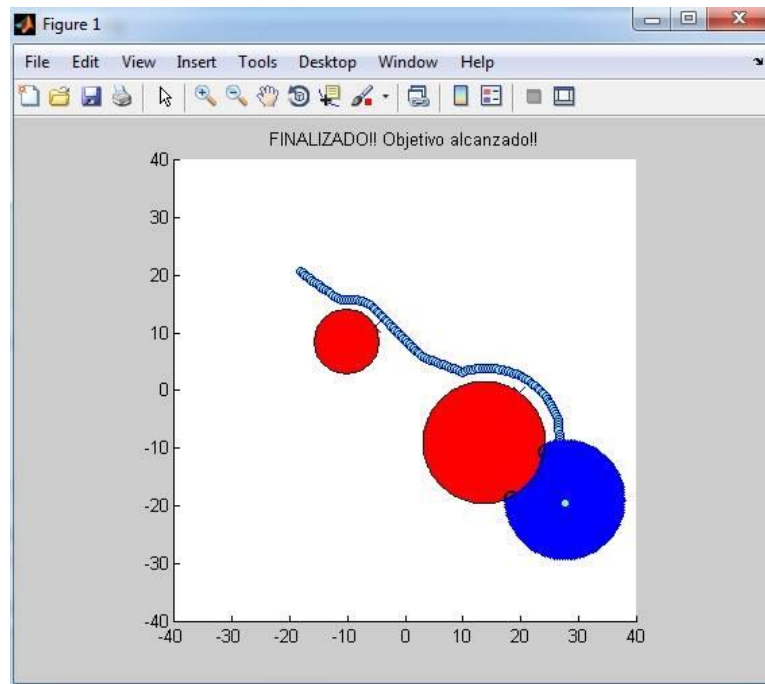 Figure 1
File Edit View Insert Tools Desktop Window Help
FINALIZADO!! Objetivo alcanzado!!
40
30
20
10
0
-10
-20
-30
-40
-40 -30 -20 -10 0 10 20 30 40